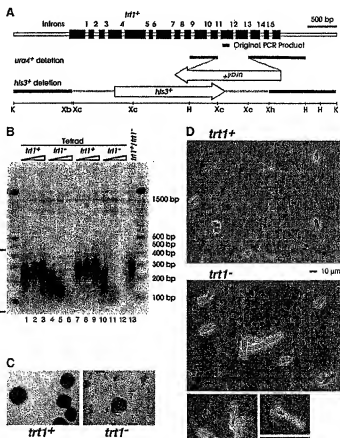 A
trt1+
Introns 1 2 3 4 5 6 7 8 9 10 11 12 13 14 15
500 bp
Original PCR Product
ura4+ deletion
ura4+
his3+ deletion
his3+
K Xb Xc Xc H Xc Xh H H K
B
Tetrad
trt1+ trt1- trt1+ trt1- trt1+/trt1-
1500 bp
600 bp
500 bp
400 bp
300 bp
200 bp
100 bp
1 2 3 4 5 6 7 8 9 10 11 12 13
C
trt1+ trt1-
D
trt1+
trt1-
10 µm